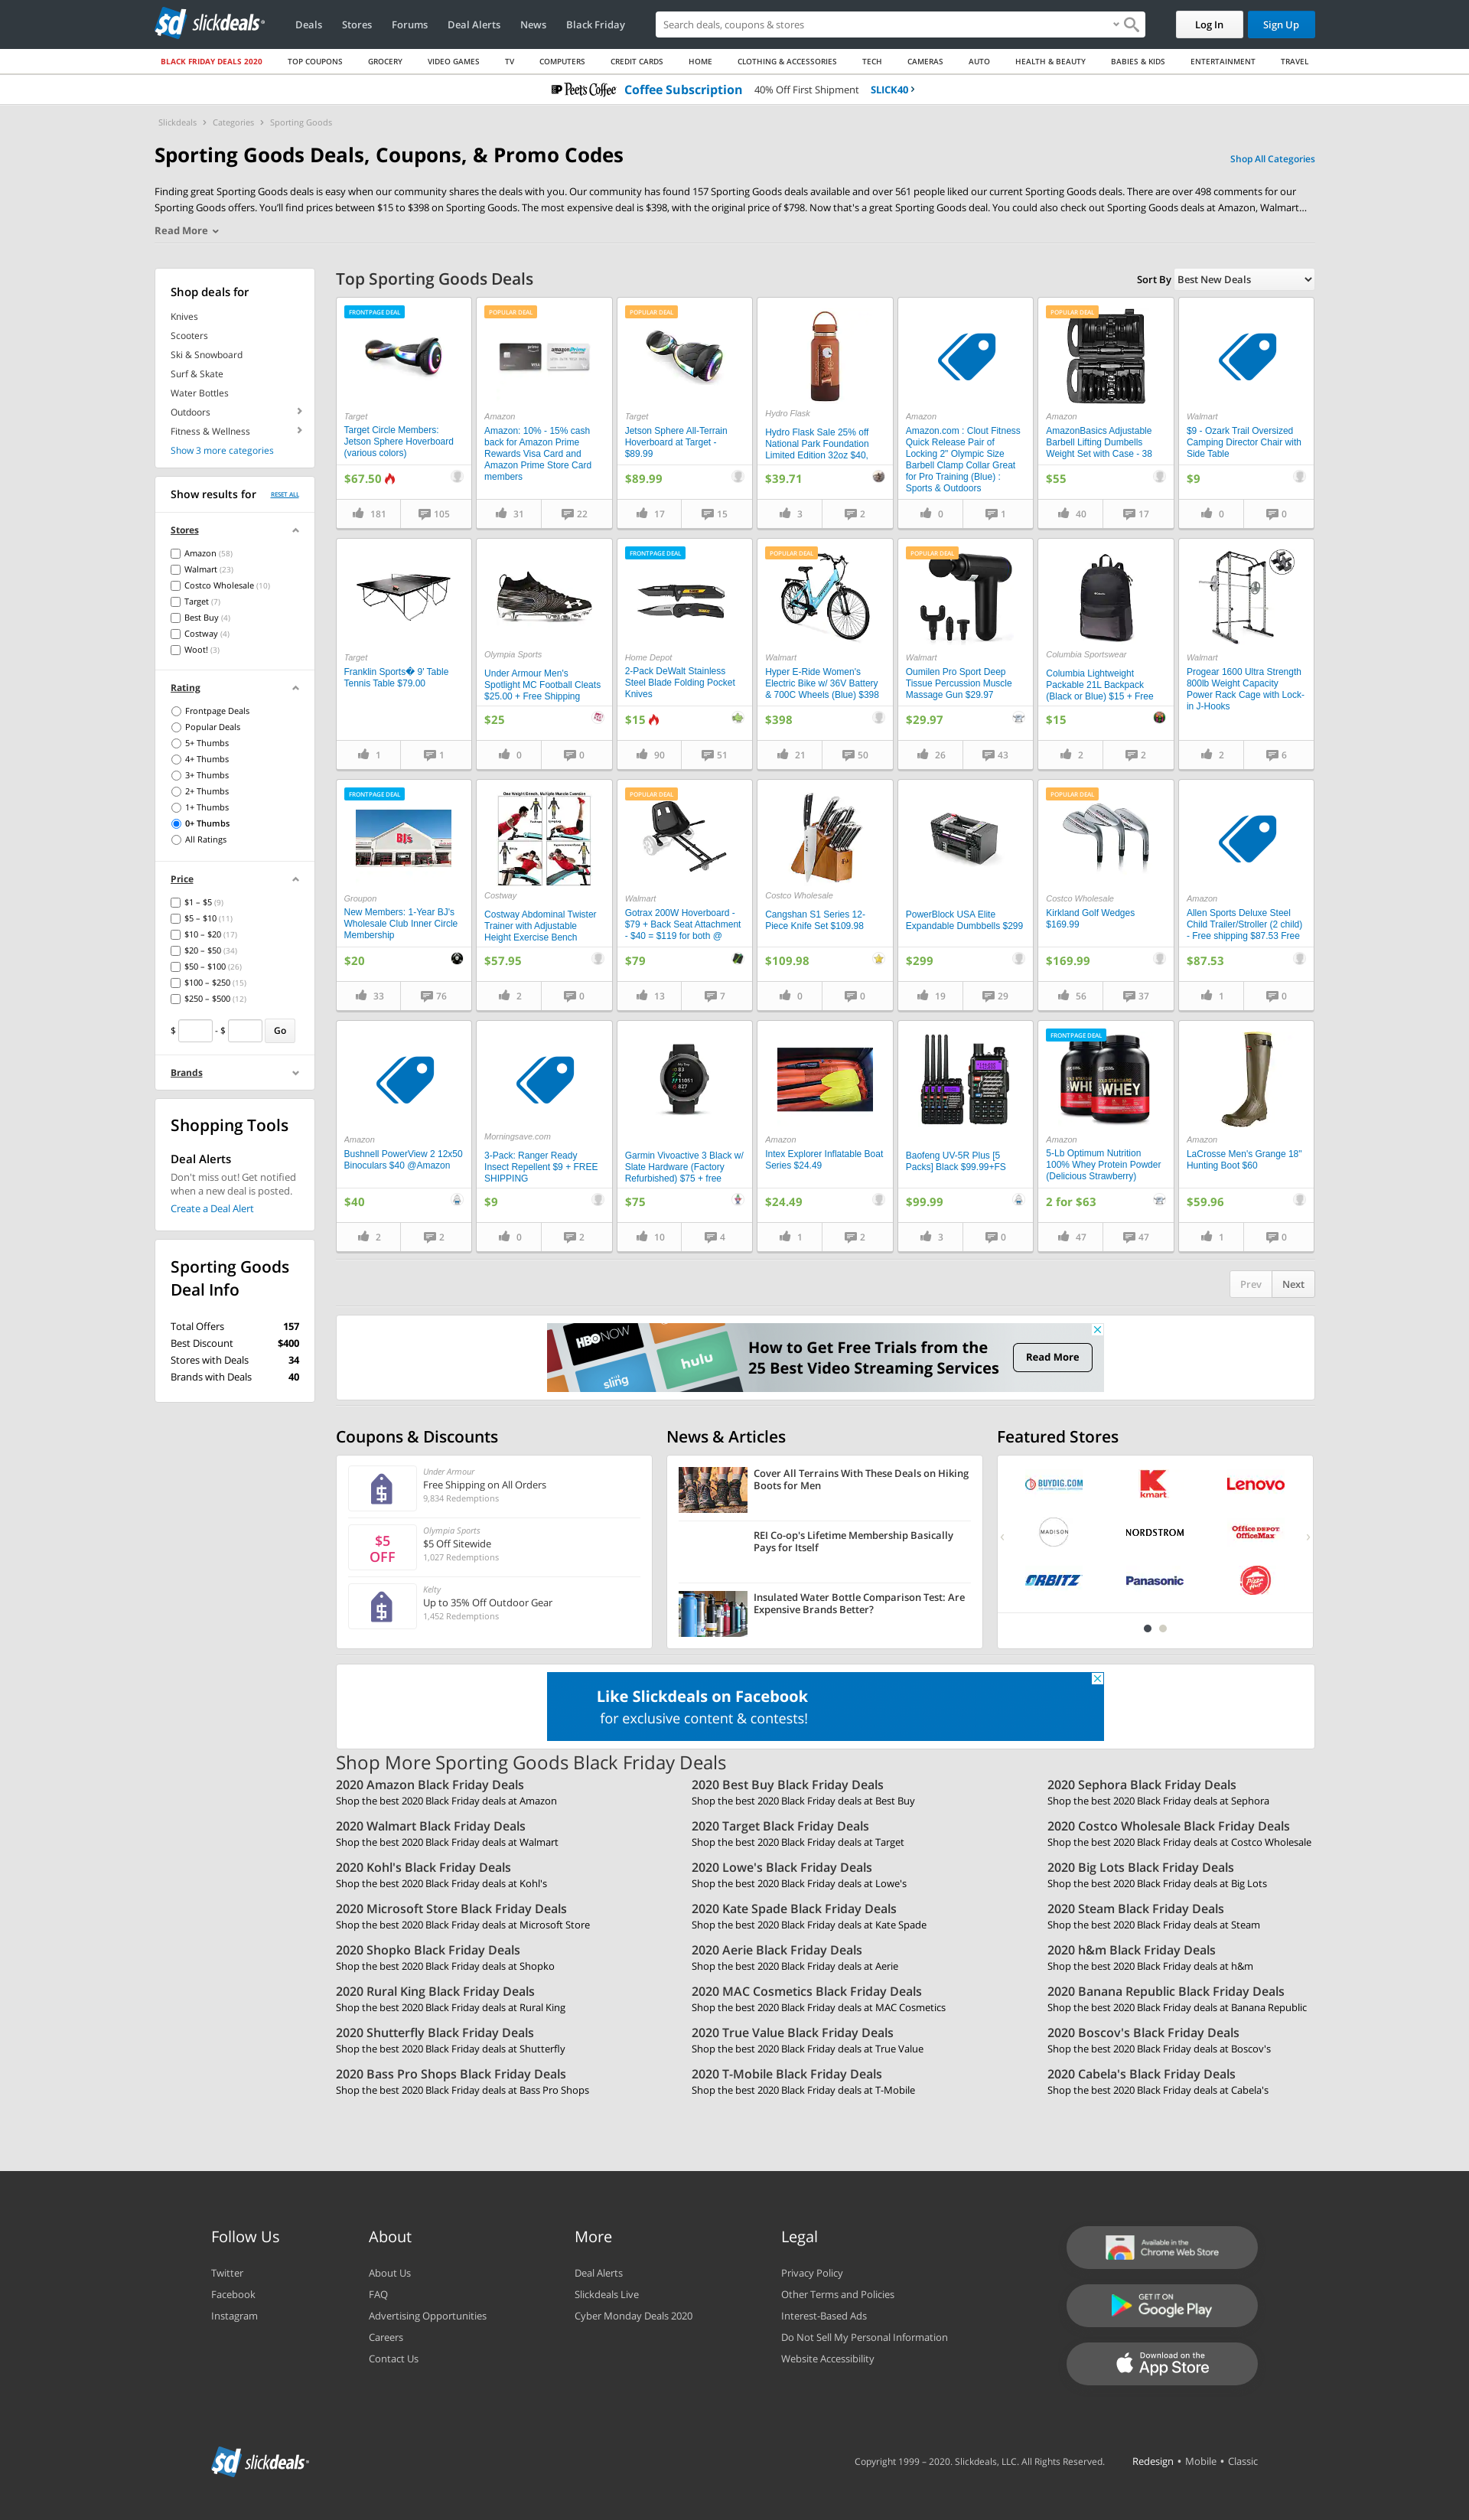 sd slickdeals
Deals Stores Forums Deal Alerts News Black Friday
Search deals, coupons & stores
Log In Sign Up
BLACK FRIDAY DEALS 2020 TOP COUPONS GROCERY VIDEO GAMES TV COMPUTERS CREDIT CARDS HOME CLOTHING & ACCESSORIES TECH CAMERAS AUTO HEALTH & BEAUTY BABIES & KIDS ENTERTAINMENT TRAVEL
Peet's Coffee Coffee Subscription 40% Off First Shipment SLICK40
Slickdeals Categories Sporting Goods
Sporting Goods Deals, Coupons, & Promo Codes
Shop All Categories
Finding great Sporting Goods deals is easy when our community shares the deals with you. Our community has found 157 Sporting Goods deals available and over 561 people liked our current Sporting Goods deals. There are over 498 comments for our
Sporting Goods offers. You'll find prices between $15 to $398 on Sporting Goods. The most expensive deal is $398, with the original price of $798. Now that's a great Sporting Goods deal. You could also check out Sporting Goods deals at Amazon, Walmart...
Read More
Shop deals for
Knives
Scooters
Ski & Snowboard
Surf & Skate
Water Bottles
Outdoors
Fitness & Wellness
Show 3 more categories
Show results for RESET ALL
Stores
Amazon (58)
Walmart (23)
Costco Wholesale (10)
Target (7)
Best Buy (4)
Costway (4)
Woot! (3)
Rating
Frontpage Deals
Popular Deals
5+ Thumbs
4+ Thumbs
3+ Thumbs
2+ Thumbs
1+ Thumbs
0+ Thumbs
All Ratings
Price
$1 – $5 (9)
$5 – $10 (11)
$10 – $20 (17)
$20 – $50 (34)
$50 – $100 (26)
$100 – $250 (15)
$250 – $500 (12)
$ - $ Go
Brands
Shopping Tools
Deal Alerts
Don't miss out! Get notified
when a new deal is posted.
Create a Deal Alert
Sporting Goods
Deal Info
Total Offers 157
Best Discount $400
Stores with Deals 34
Brands with Deals 40
Top Sporting Goods Deals
Sort By Best New Deals
FRONTPAGE DEAL
Target
Target Circle Members:
Jetson Sphere Hoverboard
(various colors)
$67.50
181 105
POPULAR DEAL
Amazon
Amazon: 10% - 15% cash
back for Amazon Prime
Rewards Visa Card and
Amazon Prime Store Card
members
31 22
POPULAR DEAL
Target
Jetson Sphere All-Terrain
Hoverboard at Target -
$89.99
$89.99
17 15
Hydro Flask
Hydro Flask Sale 25% off
National Park Foundation
Limited Edition 32oz $40,
$39.71
3 2
Amazon
Amazon.com : Clout Fitness
Quick Release Pair of
Locking 2" Olympic Size
Barbell Clamp Collar Great
for Pro Training (Blue) :
Sports & Outdoors
0 1
POPULAR DEAL
Amazon
AmazonBasics Adjustable
Barbell Lifting Dumbells
Weight Set with Case - 38
$55
40 17
Walmart
$9 - Ozark Trail Oversized
Camping Director Chair with
Side Table
$9
0 0
Target
Franklin Sports� 9' Table
Tennis Table $79.00
1 1
Olympia Sports
Under Armour Men's
Spotlight MC Football Cleats
$25.00 + Free Shipping
$25
0 0
FRONTPAGE DEAL
Home Depot
2-Pack DeWalt Stainless
Steel Blade Folding Pocket
Knives
$15
90 51
POPULAR DEAL
Walmart
Hyper E-Ride Women's
Electric Bike w/ 36V Battery
& 700C Wheels (Blue) $398
$398
21 50
POPULAR DEAL
Walmart
Oumilen Pro Sport Deep
Tissue Percussion Muscle
Massage Gun $29.97
$29.97
26 43
Columbia Sportswear
Columbia Lightweight
Packable 21L Backpack
(Black or Blue) $15 + Free
$15
2 2
Walmart
Progear 1600 Ultra Strength
800lb Weight Capacity
Power Rack Cage with Lock-
in J-Hooks
2 6
FRONTPAGE DEAL
BJ's
Groupon
New Members: 1-Year BJ's
Wholesale Club Inner Circle
Membership
$20
33 76
Costway
Costway Abdominal Twister
Trainer with Adjustable
Height Exercise Bench
$57.95
2 0
POPULAR DEAL
Walmart
Gotrax 200W Hoverboard -
$79 + Back Seat Attachment
- $40 = $119 for both @
$79
13 7
Costco Wholesale
Cangshan S1 Series 12-
Piece Knife Set $109.98
$109.98
0 0
PowerBlock USA Elite
Expandable Dumbbells $299
$299
19 29
POPULAR DEAL
Costco Wholesale
Kirkland Golf Wedges
$169.99
$169.99
56 37
Amazon
Allen Sports Deluxe Steel
Child Trailer/Stroller (2 child)
- Free shipping $87.53 Free
$87.53
1 0
Amazon
Bushnell PowerView 2 12x50
Binoculars $40 @Amazon
$40
2 2
Morningsave.com
3-Pack: Ranger Ready
Insect Repellent $9 + FREE
SHIPPING
$9
0 2
Garmin Vivoactive 3 Black w/
Slate Hardware (Factory
Refurbished) $75 + free
$75
10 4
Amazon
Intex Explorer Inflatable Boat
Series $24.49
$24.49
1 2
Baofeng UV-5R Plus [5
Packs] Black $99.99+FS
$99.99
3 0
FRONTPAGE DEAL
WHEY
Amazon
5-Lb Optimum Nutrition
100% Whey Protein Powder
(Delicious Strawberry)
2 for $63
47 47
Amazon
LaCrosse Men's Grange 18"
Hunting Boot $60
$59.96
1 0
Prev Next
HBO NOW
hulu
sling
How to Get Free Trials from the
25 Best Video Streaming Services
Read More
Coupons & Discounts
Under Armour
Free Shipping on All Orders
9,834 Redemptions
$5
OFF
Olympia Sports
$5 Off Sitewide
1,027 Redemptions
Kelty
Up to 35% Off Outdoor Gear
1,452 Redemptions
News & Articles
Cover All Terrains With These Deals on Hiking
Boots for Men
REI Co-op's Lifetime Membership Basically
Pays for Itself
Insulated Water Bottle Comparison Test: Are
Expensive Brands Better?
Featured Stores
BUYDIG.COM kmart Lenovo
MADISON NORDSTROM Office DEPOT
OfficeMax
ORBITZ Panasonic Pizza Hut
Like Slickdeals on Facebook
for exclusive content & contests!
Shop More Sporting Goods Black Friday Deals
2020 Amazon Black Friday Deals 2020 Best Buy Black Friday Deals 2020 Sephora Black Friday Deals
Shop the best 2020 Black Friday deals at Amazon Shop the best 2020 Black Friday deals at Best Buy Shop the best 2020 Black Friday deals at Sephora
2020 Walmart Black Friday Deals 2020 Target Black Friday Deals 2020 Costco Wholesale Black Friday Deals
Shop the best 2020 Black Friday deals at Walmart Shop the best 2020 Black Friday deals at Target Shop the best 2020 Black Friday deals at Costco Wholesale
2020 Kohl's Black Friday Deals 2020 Lowe's Black Friday Deals 2020 Big Lots Black Friday Deals
Shop the best 2020 Black Friday deals at Kohl's Shop the best 2020 Black Friday deals at Lowe's Shop the best 2020 Black Friday deals at Big Lots
2020 Microsoft Store Black Friday Deals 2020 Kate Spade Black Friday Deals 2020 Steam Black Friday Deals
Shop the best 2020 Black Friday deals at Microsoft Store Shop the best 2020 Black Friday deals at Kate Spade Shop the best 2020 Black Friday deals at Steam
2020 Shopko Black Friday Deals 2020 Aerie Black Friday Deals 2020 h&m Black Friday Deals
Shop the best 2020 Black Friday deals at Shopko Shop the best 2020 Black Friday deals at Aerie Shop the best 2020 Black Friday deals at h&m
2020 Rural King Black Friday Deals 2020 MAC Cosmetics Black Friday Deals 2020 Banana Republic Black Friday Deals
Shop the best 2020 Black Friday deals at Rural King Shop the best 2020 Black Friday deals at MAC Cosmetics Shop the best 2020 Black Friday deals at Banana Republic
2020 Shutterfly Black Friday Deals 2020 True Value Black Friday Deals 2020 Boscov's Black Friday Deals
Shop the best 2020 Black Friday deals at Shutterfly Shop the best 2020 Black Friday deals at True Value Shop the best 2020 Black Friday deals at Boscov's
2020 Bass Pro Shops Black Friday Deals 2020 T-Mobile Black Friday Deals 2020 Cabela's Black Friday Deals
Shop the best 2020 Black Friday deals at Bass Pro Shops Shop the best 2020 Black Friday deals at T-Mobile Shop the best 2020 Black Friday deals at Cabela's
Follow Us
Twitter
Facebook
Instagram
About
About Us
FAQ
Advertising Opportunities
Careers
Contact Us
More
Deal Alerts
Slickdeals Live
Cyber Monday Deals 2020
Legal
Privacy Policy
Other Terms and Policies
Interest-Based Ads
Do Not Sell My Personal Information
Website Accessibility
Available in the
Chrome Web Store
GET IT ON
Google Play
Download on the
App Store
sd slickdeals
Copyright 1999 – 2020. Slickdeals, LLC. All Rights Reserved.
Redesign • Mobile • Classic